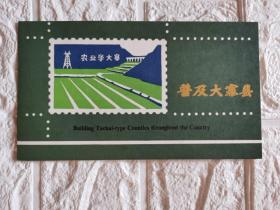 农业学大寨
普及大寨县
Building Tachai-type Counties throughout the Country